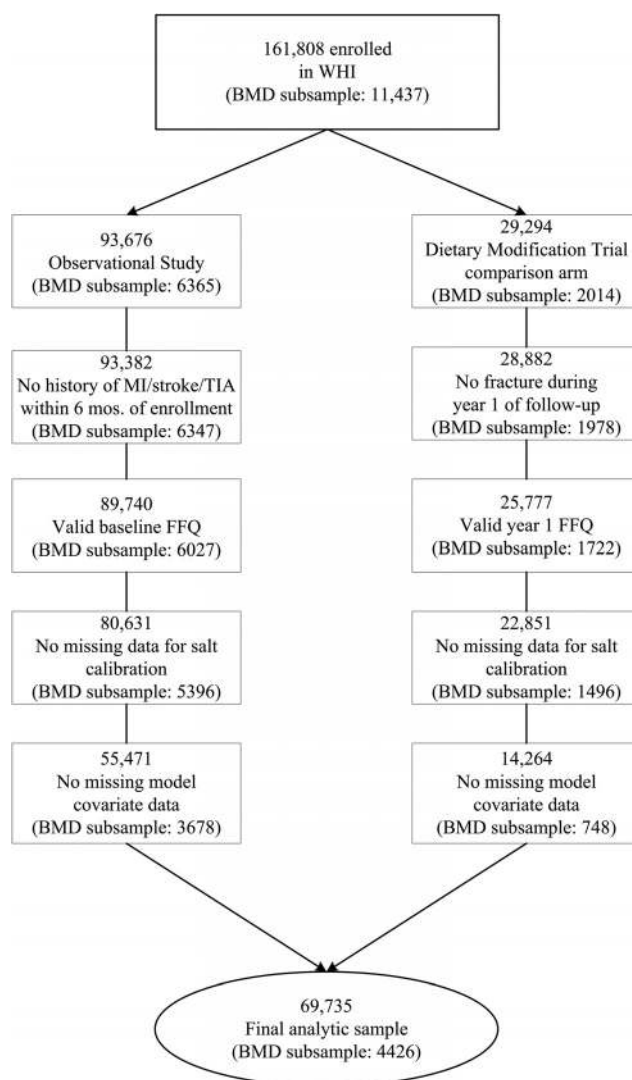 161,808 enrolled
in WHI
(BMD subsample: 11,437)
93,676
Observational Study
(BMD subsample: 6365)
29,294
Dietary Modification Trial
comparison arm
(BMD subsample: 2014)
93,382
No history of MI/stroke/TIA
within 6 mos. of enrollment
(BMD subsample: 6347)
28,882
No fracture during
year 1 of follow-up
(BMD subsample: 1978)
89,740
Valid baseline FFQ
(BMD subsample: 6027)
25,777
Valid year 1 FFQ
(BMD subsample: 1722)
80,631
No missing data for salt
calibration
(BMD subsample: 5396)
22,851
No missing data for salt
calibration
(BMD subsample: 1496)
55,471
No missing model
covariate data
(BMD subsample: 3678)
14,264
No missing model
covariate data
(BMD subsample: 748)
69,735
Final analytic sample
(BMD subsample: 4426)